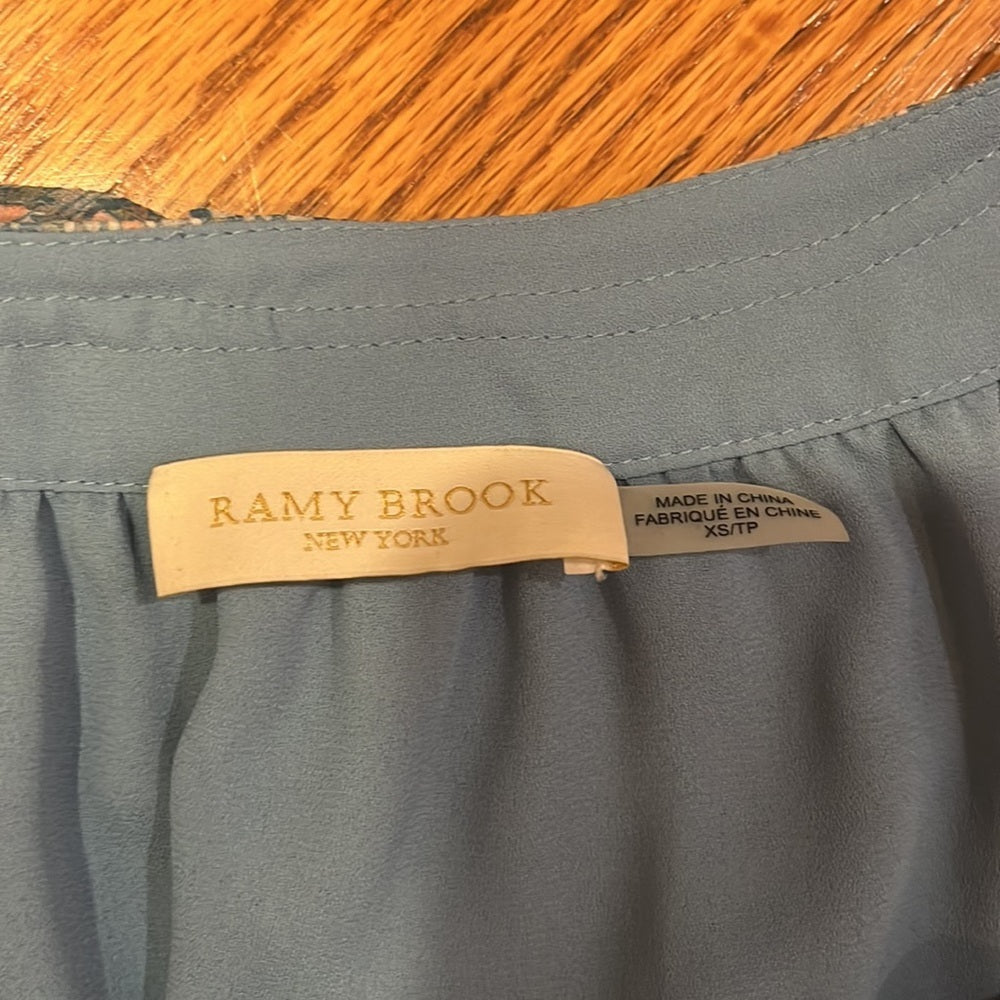 RAMY BROOK
NEW YORK
MADE IN CHINA
FABRIQUÉ EN CHINE
XS/TP